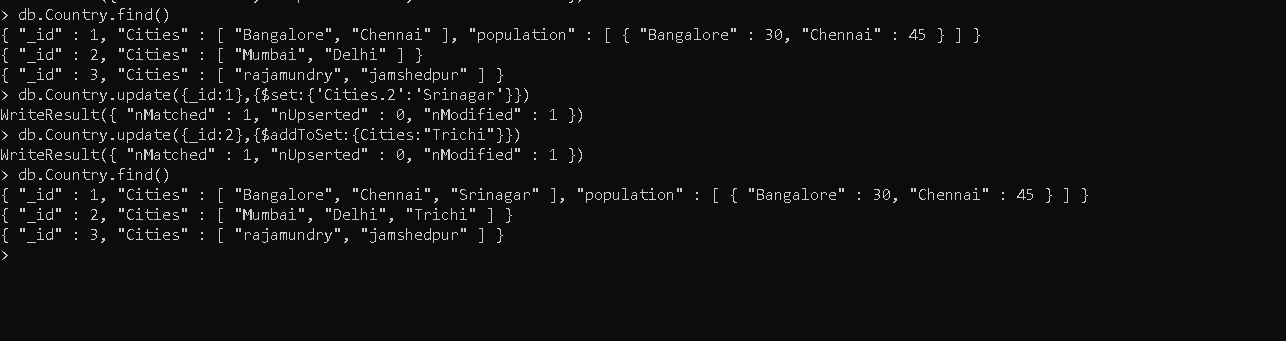 > db.Country.find()
{ "_id" : 1, "Cities" : [ "Bangalore", "Chennai" ], "population" : [ { "Bangalore" : 30, "Chennai" : 45 } ] }
{ "_id" : 2, "Cities" : [ "Mumbai", "Delhi" ] }
{ "_id" : 3, "Cities" : [ "rajamundry", "jamshedpur" ] }
> db.Country.update({_id:1},{$set:{'Cities.2':'Srinagar'}})
WriteResult({ "nMatched" : 1, "nUpserted" : 0, "nModified" : 1 })
> db.Country.update({_id:2},{$addToSet:{Cities:"Trichi"}})
WriteResult({ "nMatched" : 1, "nUpserted" : 0, "nModified" : 1 })
> db.Country.find()
{ "_id" : 1, "Cities" : [ "Bangalore", "Chennai", "Srinagar" ], "population" : [ { "Bangalore" : 30, "Chennai" : 45 } ] }
{ "_id" : 2, "Cities" : [ "Mumbai", "Delhi", "Trichi" ] }
{ "_id" : 3, "Cities" : [ "rajamundry", "jamshedpur" ] }
>